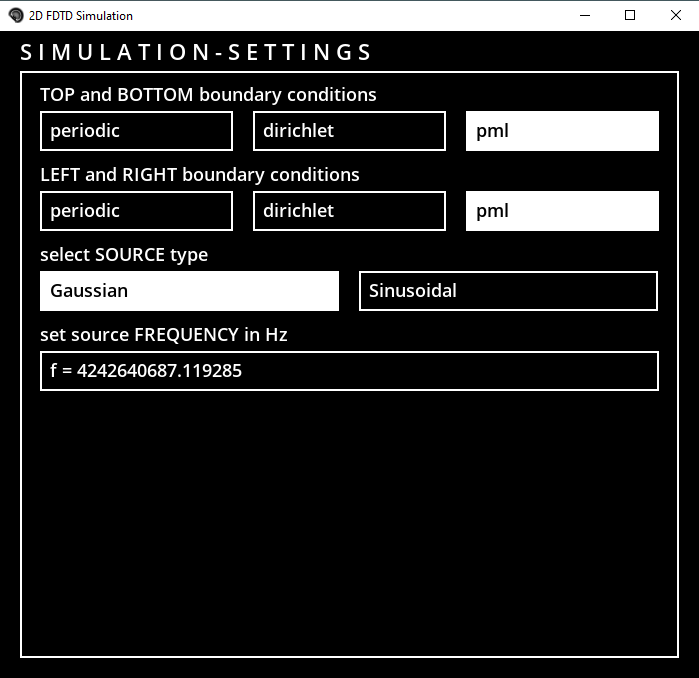 2D FDTD Simulation
SIMULATION-SETTINGS
TOP and BOTTOM boundary conditions
periodic dirichlet pml
LEFT and RIGHT boundary conditions
periodic dirichlet pml
select SOURCE type
Gaussian Sinusoidal
set source FREQUENCY in Hz
f = 4242640687.119285